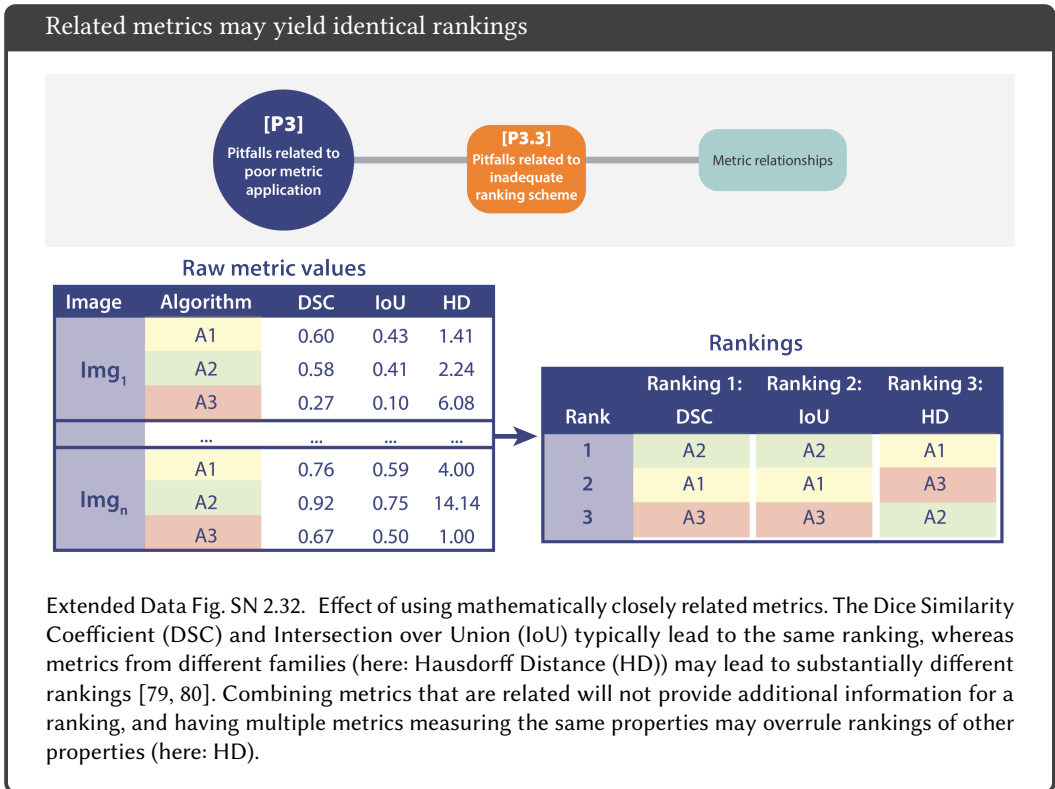 Related metrics may yield identical rankings
[P3]
Pitfalls related to
poor metric
application
[P3.3]
Pitfalls related to
inadequate
ranking scheme
Metric relationships
Raw metric values
Image Algorithm DSC IoU HD
Img1
A1 0.60 0.43 1.41
A2 0.58 0.41 2.24
A3 0.27 0.10 6.08
... ... ... ...
Imgn
A1 0.76 0.59 4.00
A2 0.92 0.75 14.14
A3 0.67 0.50 1.00
Rankings
Ranking 1: Ranking 2: Ranking 3:
Rank DSC IoU HD
1 A2 A2 A1
2 A1 A1 A3
3 A3 A3 A2
Extended Data Fig. SN 2.32. Effect of using mathematically closely related metrics. The Dice Similarity
Coefficient (DSC) and Intersection over Union (IoU) typically lead to the same ranking, whereas
metrics from different families (here: Hausdorff Distance (HD)) may lead to substantially different
rankings [79, 80]. Combining metrics that are related will not provide additional information for a
ranking, and having multiple metrics measuring the same properties may overrule rankings of other
properties (here: HD).